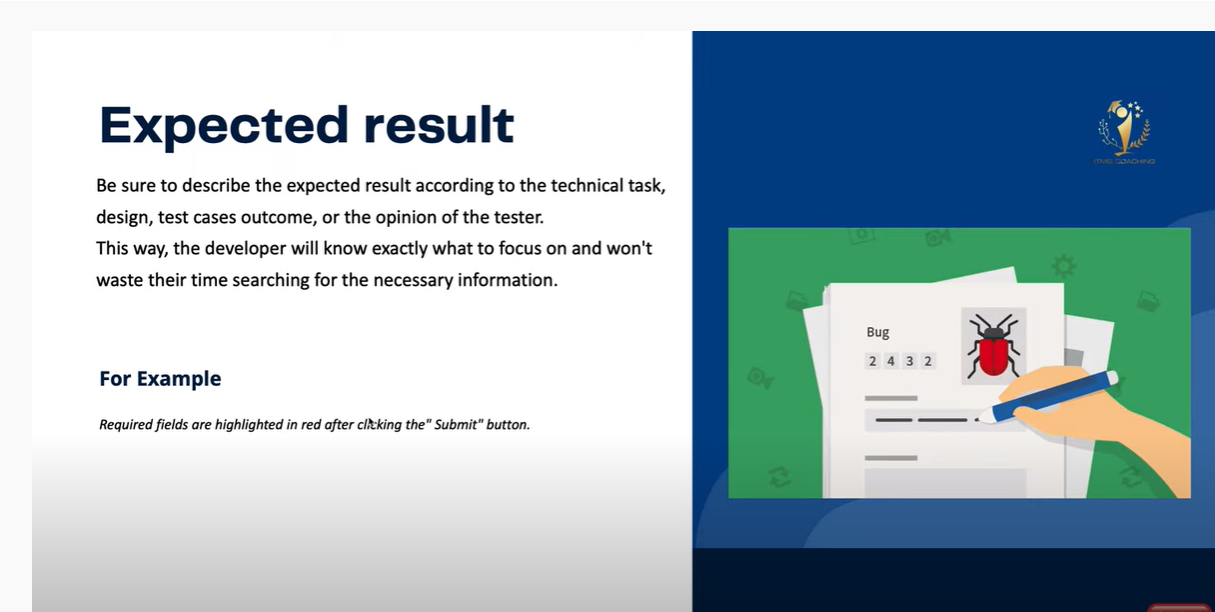 Expected result
Be sure to describe the expected result according to the technical task,
design, test cases outcome, or the opinion of the tester.
This way, the developer will know exactly what to focus on and won't
waste their time searching for the necessary information.
For Example
Required fields are highlighted in red after clicking the" Submit" button.
COACHING
Bug
2 4 3 2